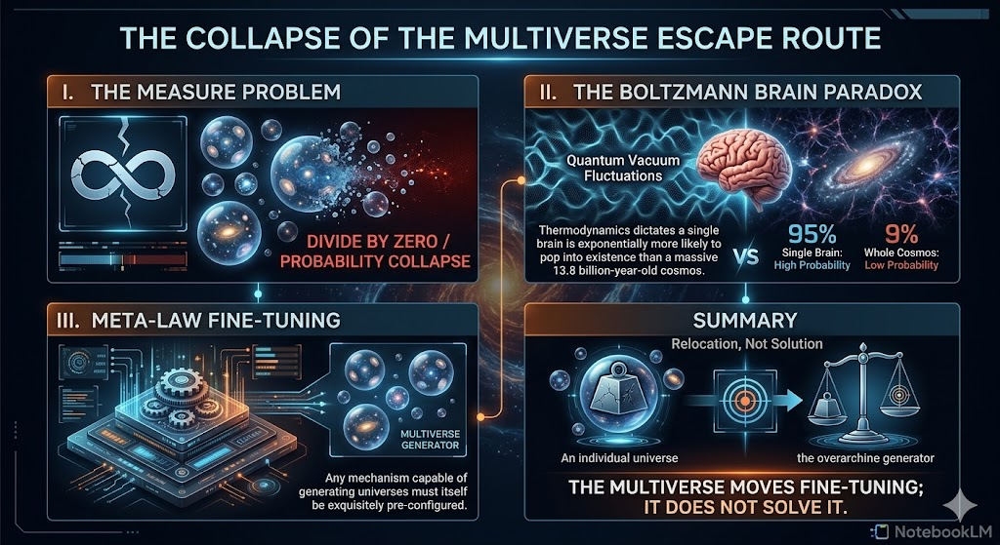 THE COLLAPSE OF THE MULTIVERSE ESCAPE ROUTE
I. THE MEASURE PROBLEM
DIVIDE BY ZERO /
PROBABILITY COLLAPSE
II. THE BOLTZMANN BRAIN PARADOX
Quantum Vacuum
Fluctuations
Thermodynamics dictates a single
brain is exponentially more likely to
pop into existence than a massive
13.8 billion-year-old cosmos.
VS
95%
Single Brain:
High Probability
9%
Whole Cosmos:
Low Probability
III. META-LAW FINE-TUNING
MULTIVERSE
GENERATOR
Any mechanism capable of
generating universes must itself
be exquisitely pre-configured.
SUMMARY
Relocation, Not Solution
An individual universe
the overarchine generator
THE MULTIVERSE MOVES FINE-TUNING;
IT DOES NOT SOLVE IT.
NotebookLM